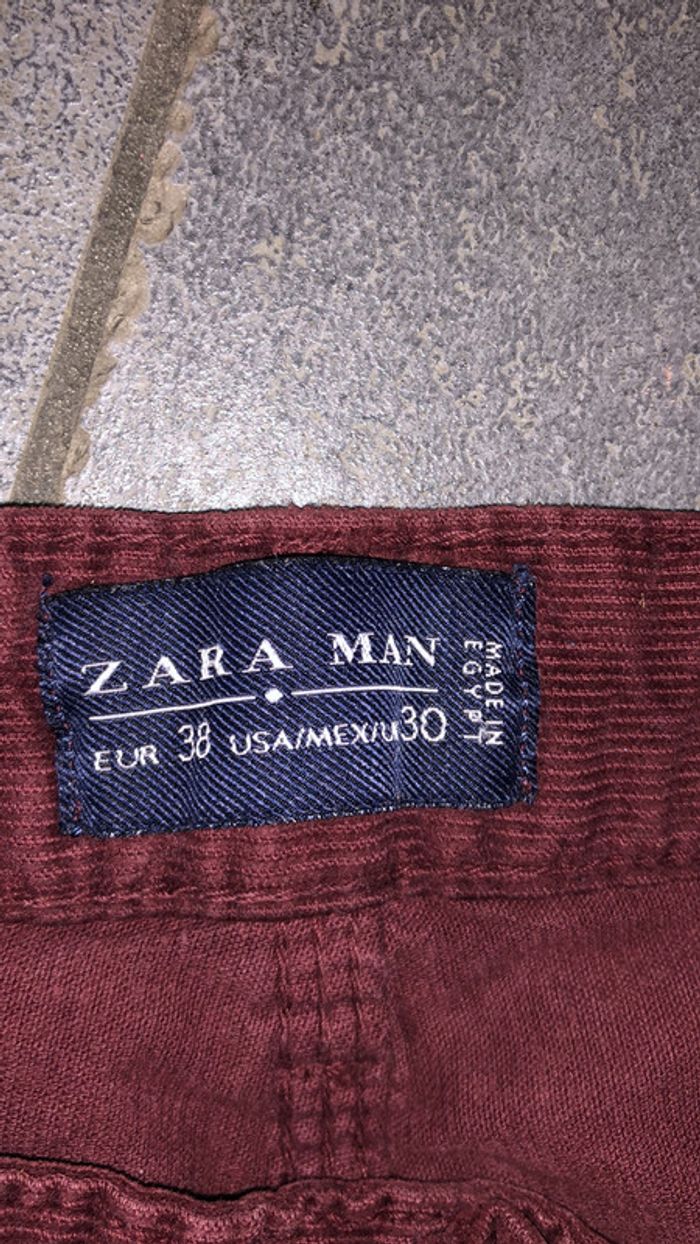 ZARA MAN
EUR 38 USA/MEX/U30
MADE IN
EGYPT